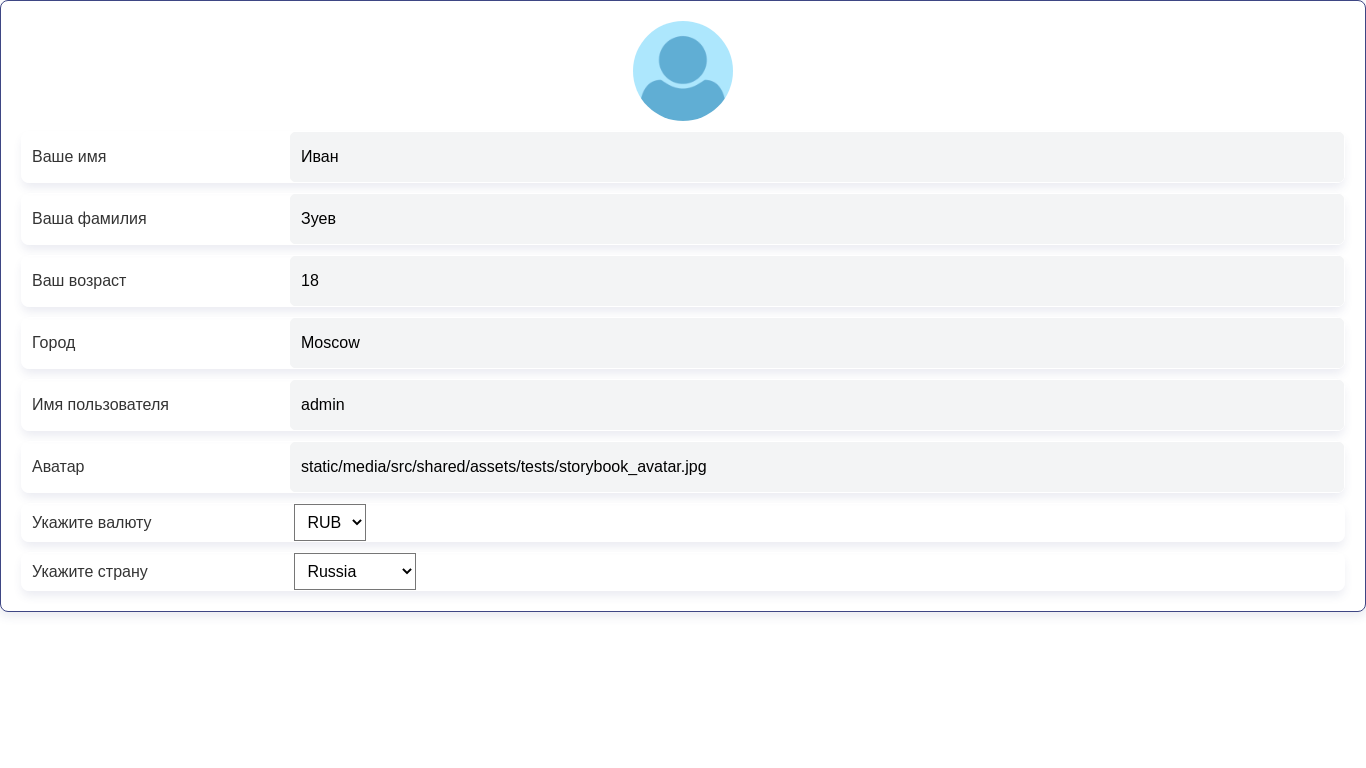 Ваше имя Иван
Ваша фамилия Зуев
Ваш возраст 18
Город Moscow
Имя пользователя admin
Аватар static/media/src/shared/assets/tests/storybook_avatar.jpg
Укажите валюту RUB
Укажите страну Russia